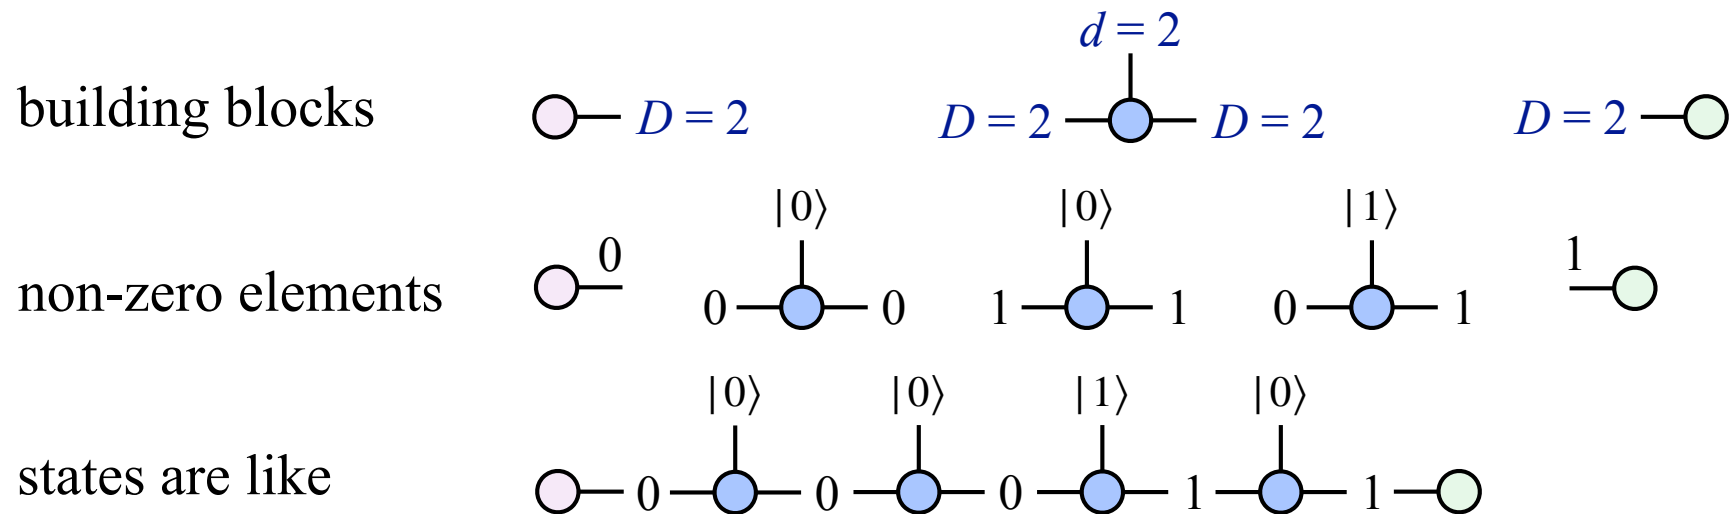 d = 2
building blocks D = 2 D = 2 D = 2 D = 2
|0⟩ |0⟩ |1⟩
non-zero elements 0 0 0 1 1 0 1 1
|0⟩ |0⟩ |1⟩ |0⟩
states are like 0 0 0 1 1